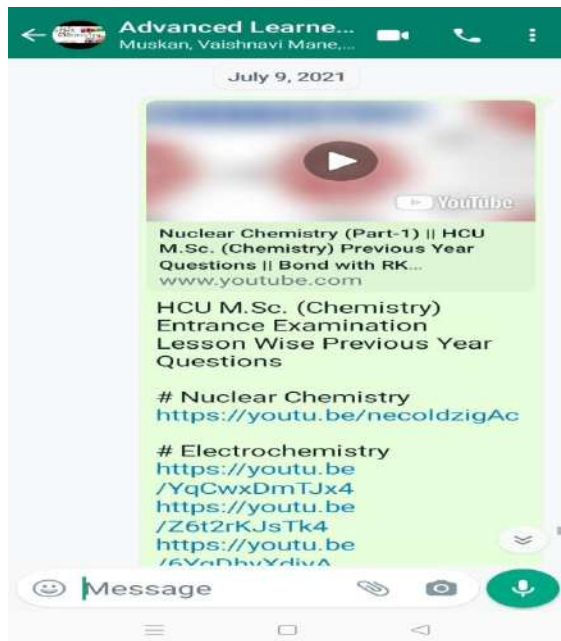 Advanced Learne...
Muskan, Vaishnavi Mane,...
July 9, 2021
YouTube
Nuclear Chemistry (Part-1) || HCU
M.Sc. (Chemistry) Previous Year
Questions || Bond with RK...
www.youtube.com
HCU M.Sc. (Chemistry)
Entrance Examination
Lesson Wise Previous Year
Questions
# Nuclear Chemistry
https://youtu.be/necoldzigAc
# Electrochemistry
https://youtu.be
/YqCwxDmTJx4
https://youtu.be
/Z6t2rKJsTk4
https://youtu.be
Message